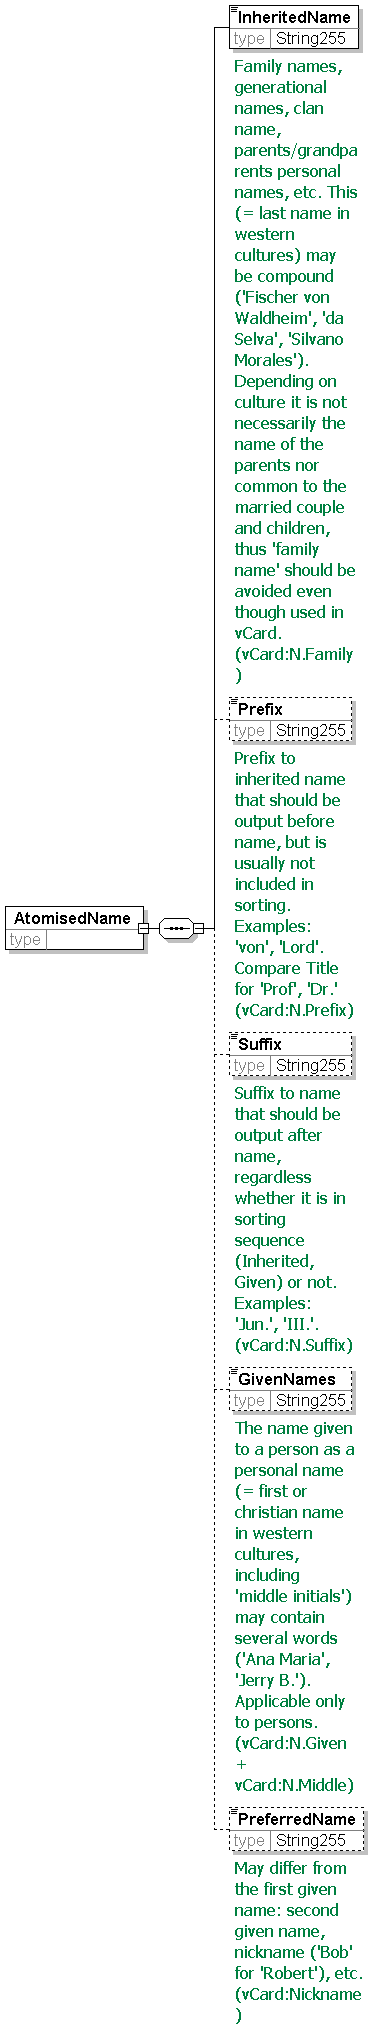 InheritedName
type String255
Family names,
generational
names, clan
name,
parents/grandpa
rents personal
names, etc. This
(= last name in
western
cultures) may
be compound
('Fischer von
Waldheim', 'da
Selva', 'Silvano
Morales').
Depending on
culture it is not
necessarily the
name of the
parents nor
common to the
married couple
and children,
thus 'family
name' should be
avoided even
though used in
vCard.
(vCard:N.Family
)
Prefix
type String255
Prefix to
inherited name
that should be
output before
name, but is
usually not
included in
sorting.
Examples:
'von', 'Lord'.
Compare Title
for 'Prof', 'Dr.'
(vCard:N.Prefix)
AtomisedName
type
Suffix
type String255
Suffix to name
that should be
output after
name,
regardless
whether it is in
sorting
sequence
(Inherited,
Given) or not.
Examples:
'Jun.', 'III.'.
(vCard:N.Suffix)
GivenNames
type String255
The name given
to a person as a
personal name
(= first or
christian name
in western
cultures,
including
'middle initials')
may contain
several words
('Ana Maria',
'Jerry B.').
Applicable only
to persons.
(vCard:N.Given
+
vCard:N.Middle)
PreferredName
type String255
May differ from
the first given
name: second
given name,
nickname ('Bob'
for 'Robert'), etc.
(vCard:Nickname
)